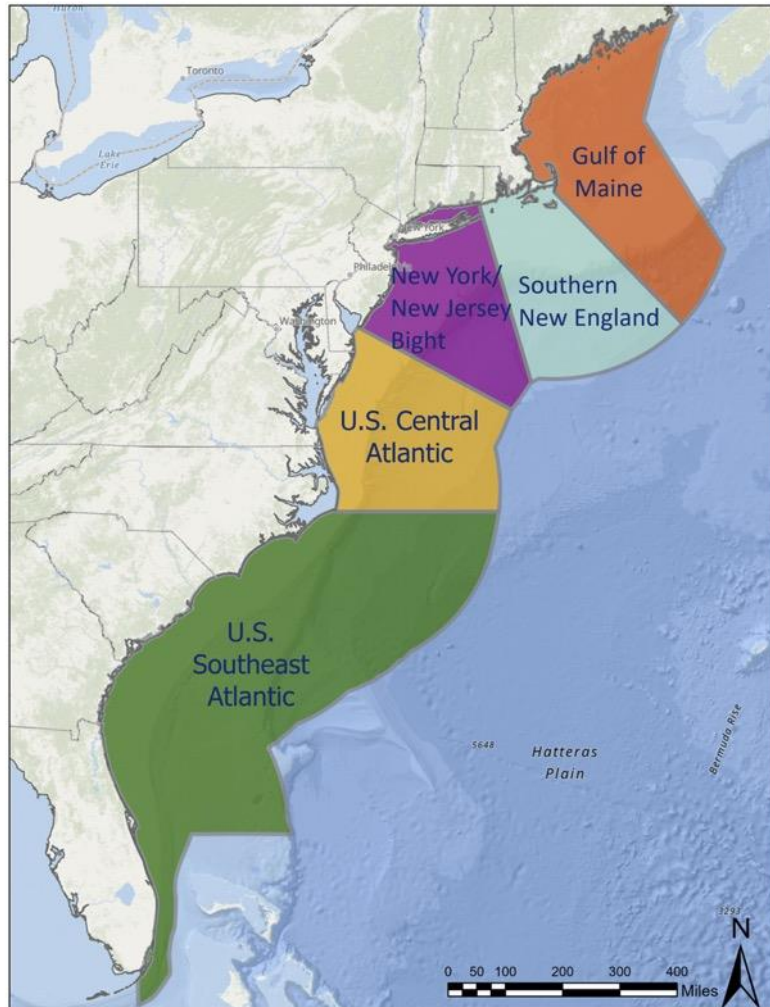 Huron
Toronto
Lake
Erie
Gulf of
Maine
New York
Philadel
New York/
New Jersey
Bight
Southern
New England
Washington
U.S. Central
Atlantic
U.S.
Southeast
Atlantic
5648
Hatteras
Plain
Bermuda Rise
3293
N
0 50 100 200 300 400
Miles